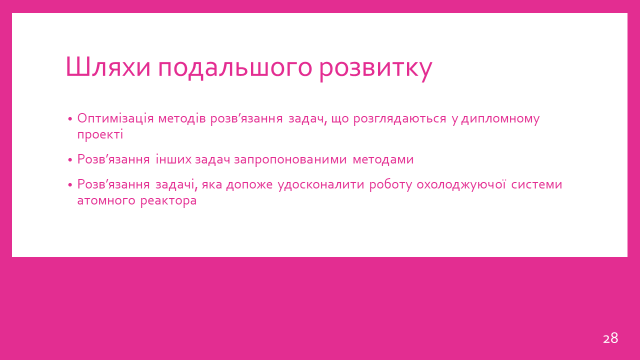 Шляхи подальшого розвитку
• Оптимізація методів розв’язання задач, що розглядаються у дипломному
проекті
• Розв’язання інших задач запропонованими методами
• Розв’язання задачі, яка допоже удосконалити роботу охолоджуючої системи
атомного реактора
28